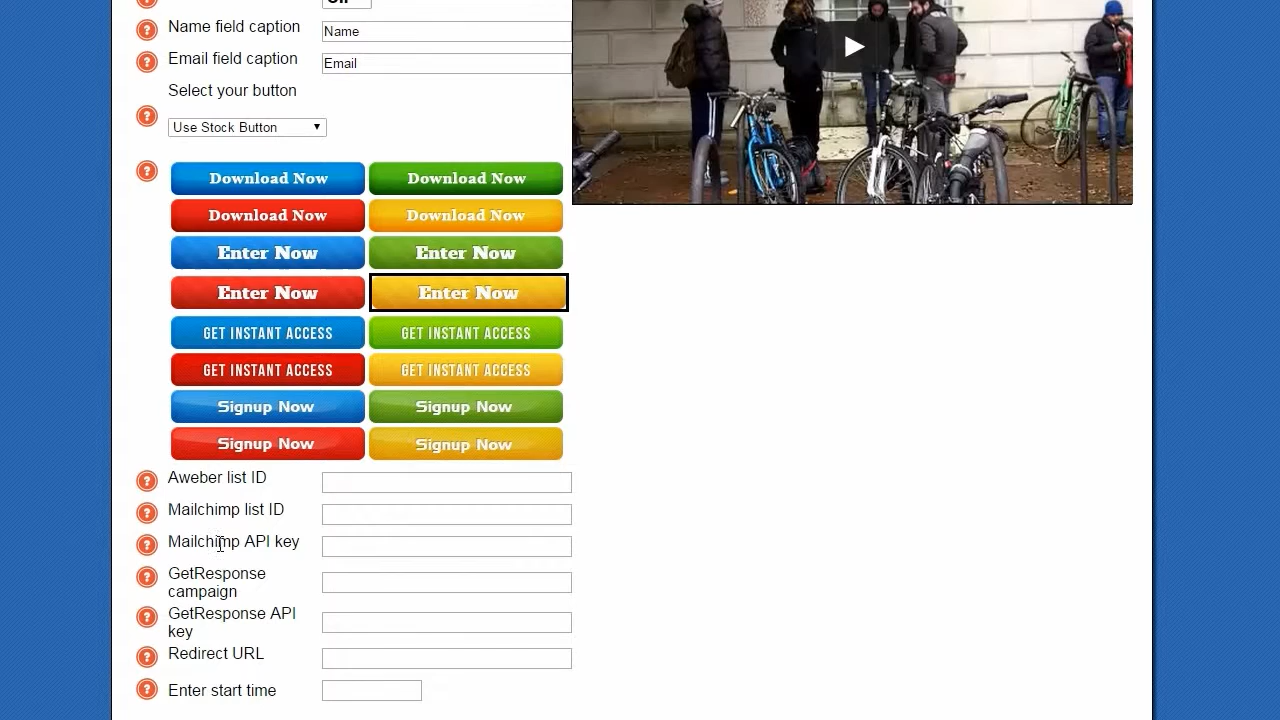 Name field caption
Name
Email field caption
Email
Select your button
Use Stock Button
Download Now
Download Now
Download Now
Download Now
Enter Now
Enter Now
Enter Now
Enter Now
GET INSTANT ACCESS
GET INSTANT ACCESS
GET INSTANT ACCESS
GET INSTANT ACCESS
Signup Now
Signup Now
Signup Now
Signup Now
Aweber list ID
Mailchimp list ID
Mailchimp API key
GetResponse
campaign
GetResponse API
key
Redirect URL
Enter start time